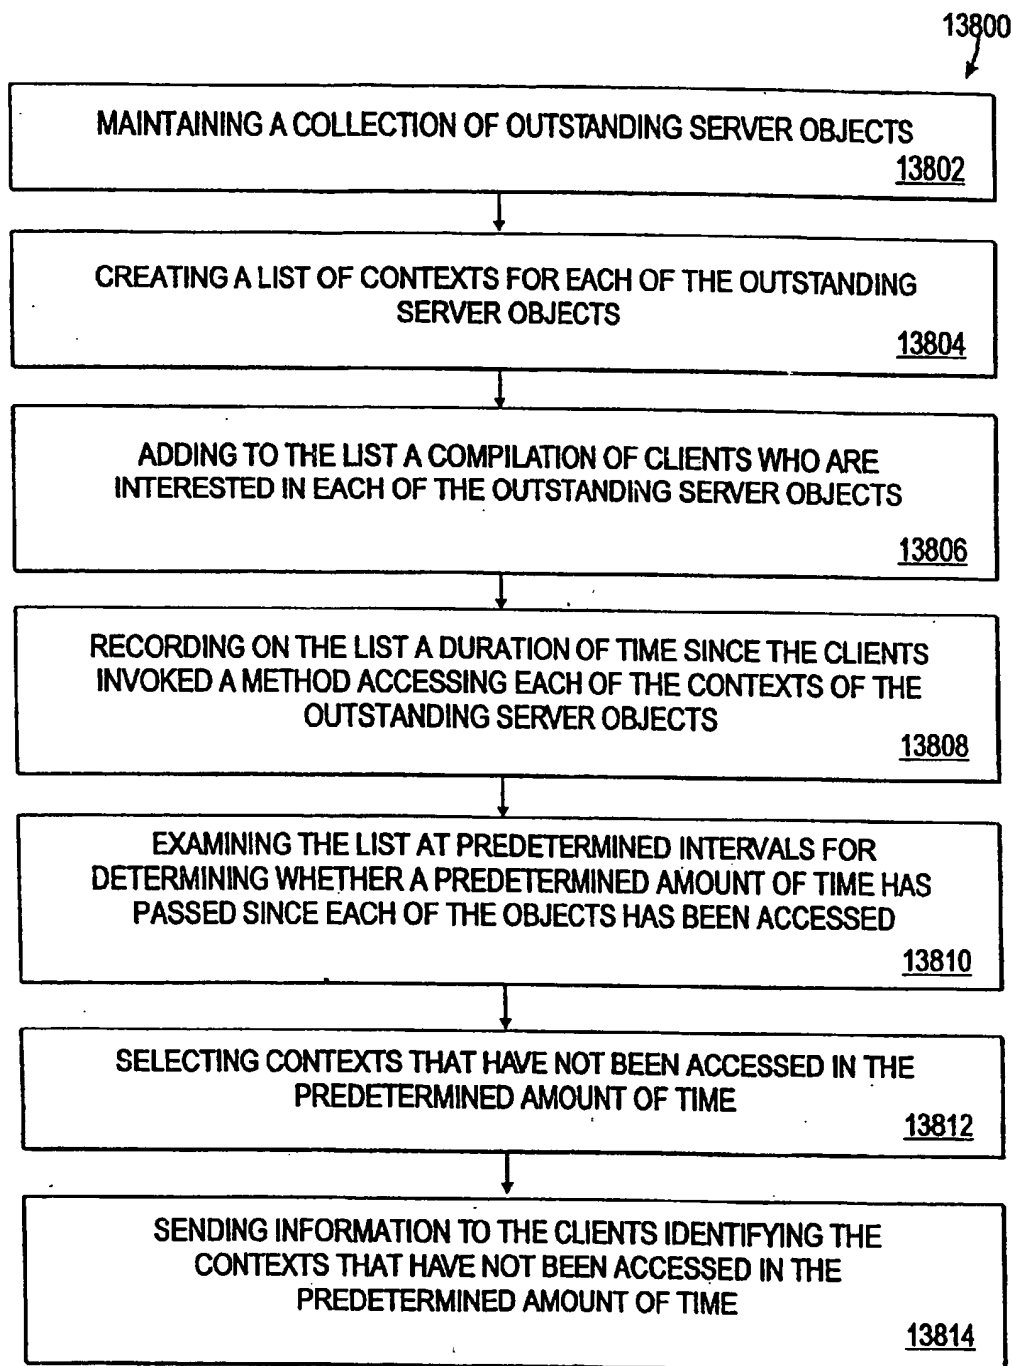 13800
MAINTAINING A COLLECTION OF OUTSTANDING SERVER OBJECTS
13802
CREATING A LIST OF CONTEXTS FOR EACH OF THE OUTSTANDING
SERVER OBJECTS
13804
ADDING TO THE LIST A COMPILATION OF CLIENTS WHO ARE
INTERESTED IN EACH OF THE OUTSTANDING SERVER OBJECTS
13806
RECORDING ON THE LIST A DURATION OF TIME SINCE THE CLIENTS
INVOKED A METHOD ACCESSING EACH OF THE CONTEXTS OF THE
OUTSTANDING SERVER OBJECTS
13808
EXAMINING THE LIST AT PREDETERMINED INTERVALS FOR
DETERMINING WHETHER A PREDETERMINED AMOUNT OF TIME HAS
PASSED SINCE EACH OF THE OBJECTS HAS BEEN ACCESSED
13810
SELECTING CONTEXTS THAT HAVE NOT BEEN ACCESSED IN THE
PREDETERMINED AMOUNT OF TIME
13812
SENDING INFORMATION TO THE CLIENTS IDENTIFYING THE
CONTEXTS THAT HAVE NOT BEEN ACCESSED IN THE
PREDETERMINED AMOUNT OF TIME
13814